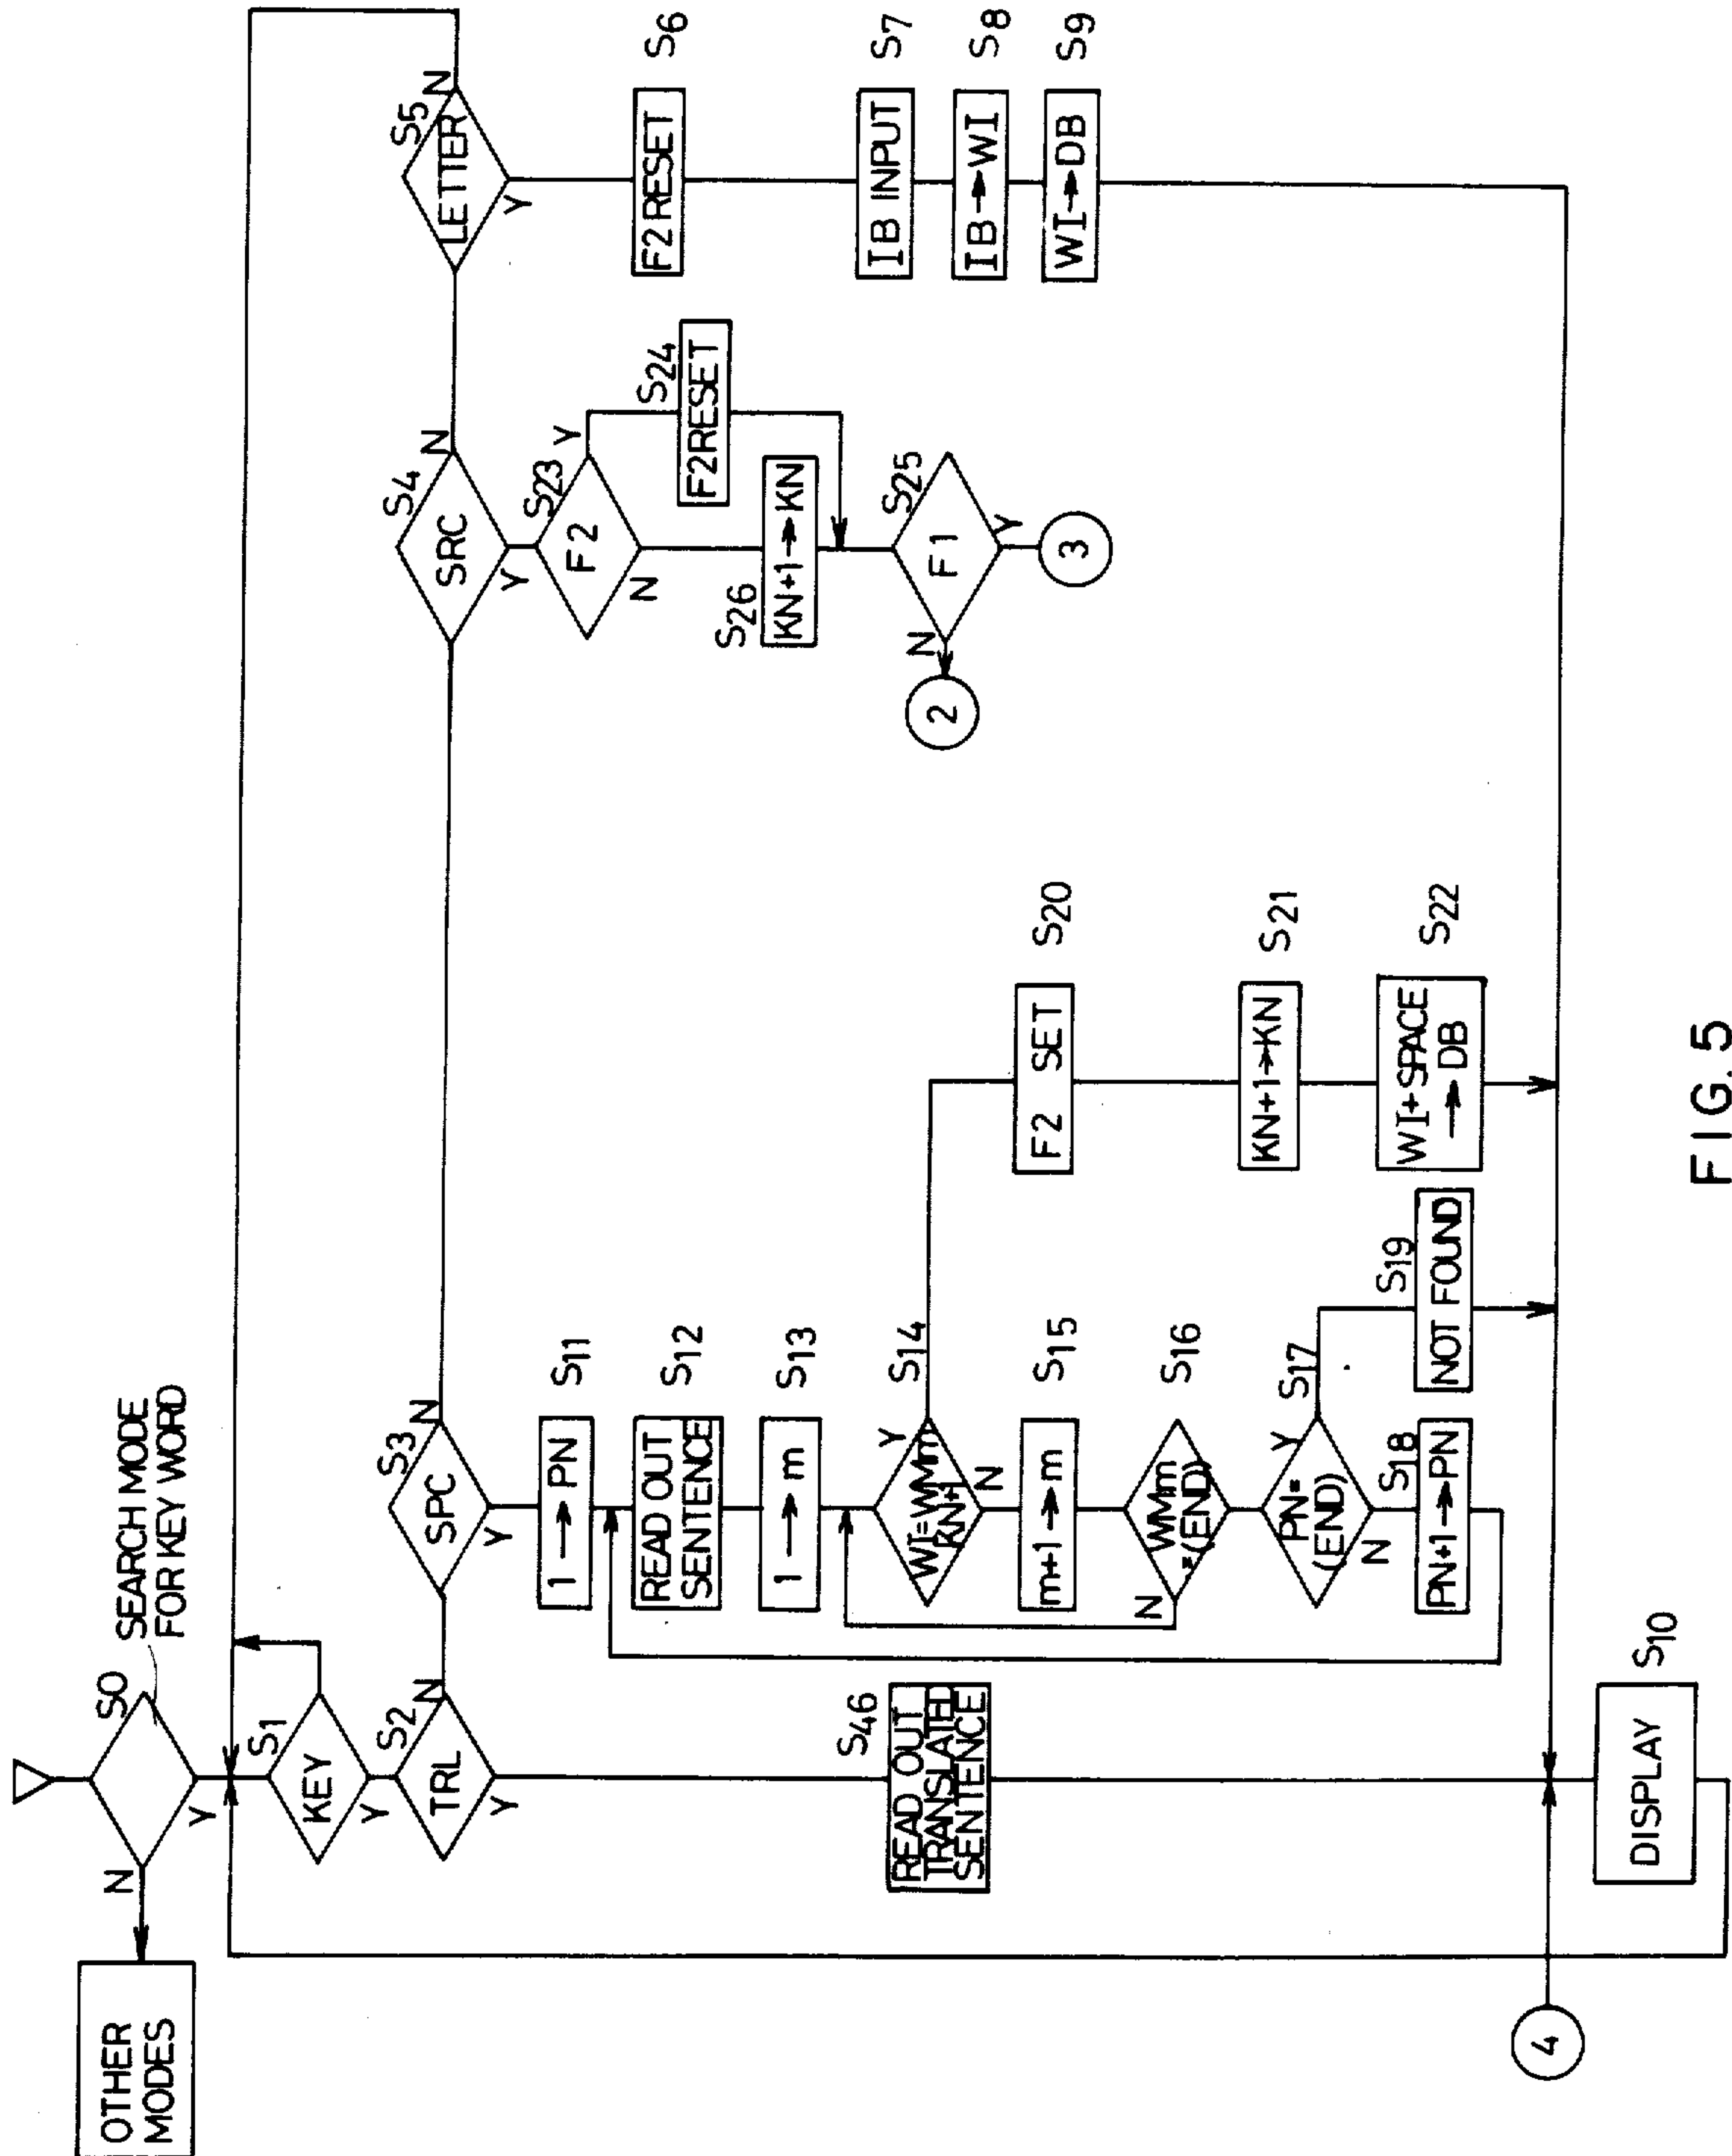 SEARCH MODE
FOR KEY WORD
S0
N
Y
OTHER
MODES
S1
KEY
Y
S2
TRL
N
Y
S46
READ OUT
TRANSLATED
SENTENCE
S3
SPC
N
Y
S11
1→PN
S12
READ OUT
SENTENCE
S13
1→m
S14
WI=WMm
KN+1
Y
N
S15
m+1→m
S16
WMm
=(END)
N
S17
PN=
(END)
Y
N
S18
PN+1→PN
S19
NOT FOUND
S20
F2 SET
S21
KN+1→KN
S22
WI+SPACE
→DB
S4
SRC
N
Y
S23
F2
Y
N
S24
F2RESET
S26
KN+1→KN
S25
F1
N
Y
2
3
S5
LETTER
N
Y
S6
F2 RESET
S7
IB INPUT
S8
IB→WI
S9
WI→DB
4
S10
DISPLAY
FIG. 5